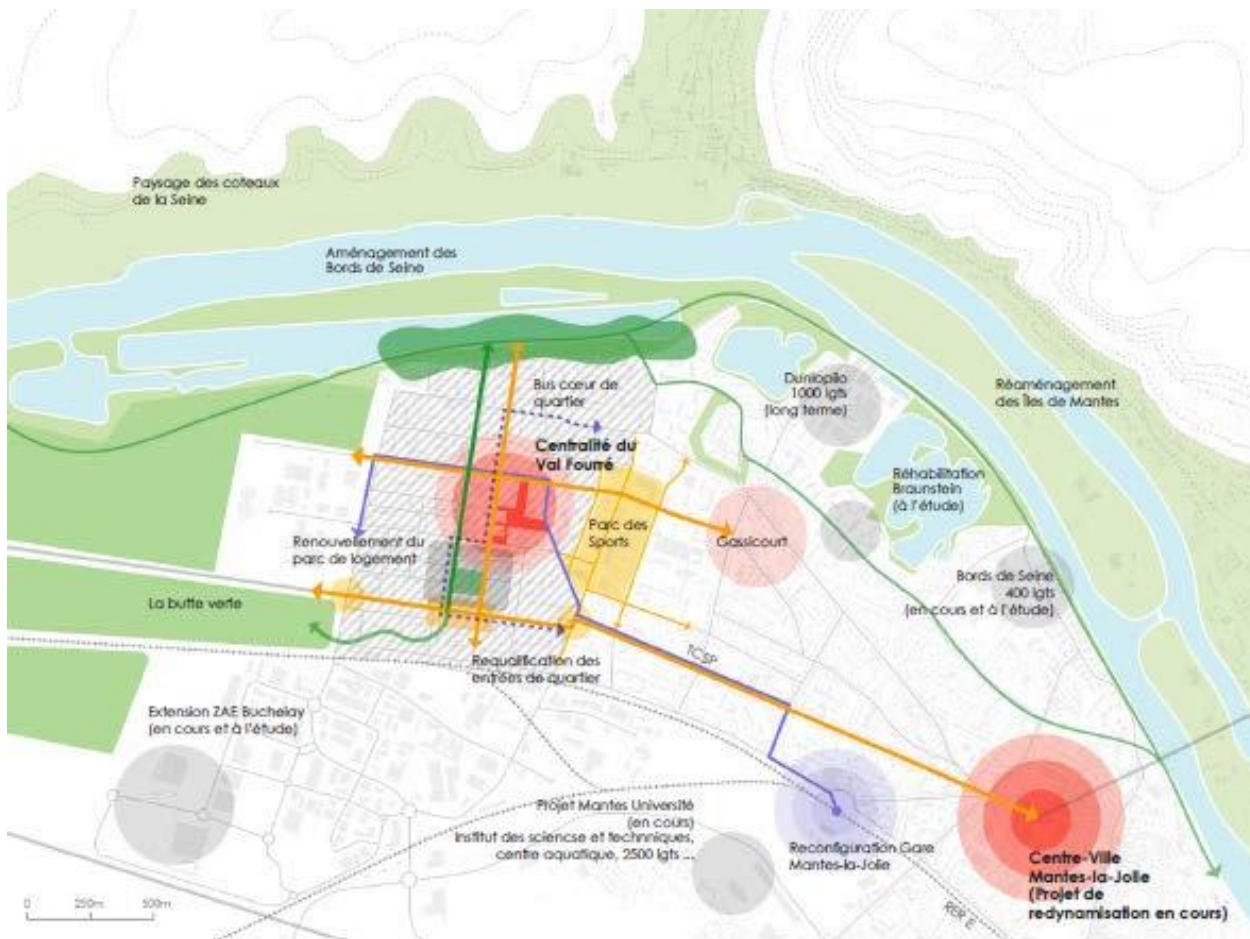 Paysage des coteaux
de la Seine
Aménagement des
Bords de Seine
Bus cœur de
quartier
Dunlopilo
1000 lgts
(long terme)
Réaménagement
des Îles de Mantes
Centralité du
Val Fourré
Réhabilitation
Braunstein
(à l'étude)
Renouvellement du
parc de logement
Parc des
Sports
Gassicourt
Bords de Seine
400 lgts
(en cours et à l'étude)
La butte verte
TCSP
Requalification des
entrées de quartier
Extension ZAE Buchelay
(en cours et à l'étude)
Projet Mantes Université
(en cours)
Institut des sciencse et technniques,
centre aquatique, 2500 lgts ...
Reconfiguration Gare
Mantes-la-Jolie
Centre-Ville
Mantes-la-Jolie
(Projet de
redynamisation en cours)
RER E
0 250m 500m